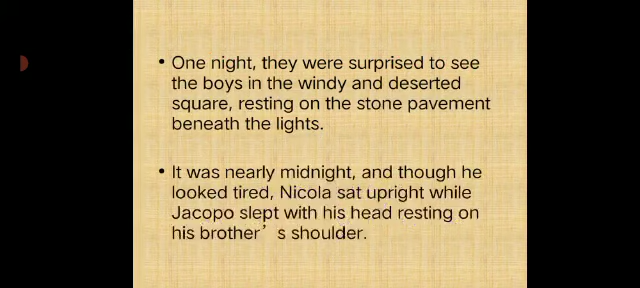 • One night, they were surprised to see
the boys in the windy and deserted
square, resting on the stone pavement
beneath the lights.
• It was nearly midnight, and though he
looked tired, Nicola sat upright while
Jacopo slept with his head resting on
his brother’ s shoulder.